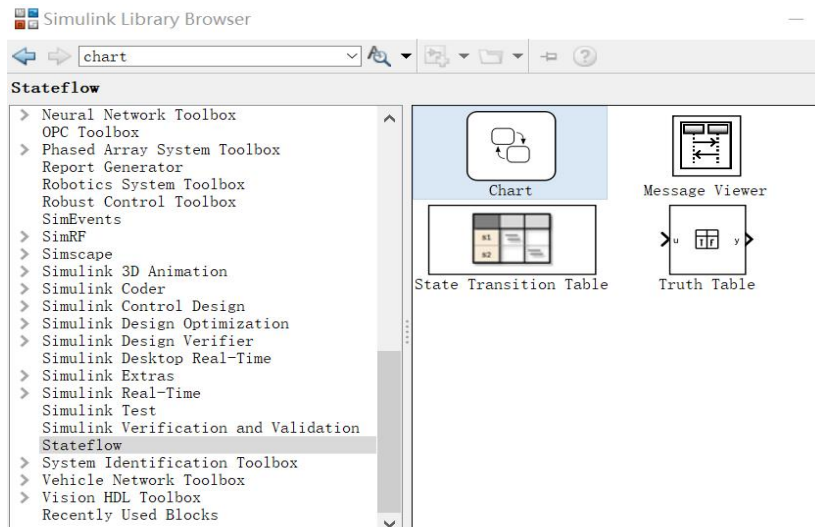 Simulink Library Browser
chart
Stateflow
Neural Network Toolbox
OPC Toolbox
Phased Array System Toolbox
Report Generator
Robotics System Toolbox
Robust Control Toolbox
SimEvents
SimRF
Simscape
Simulink 3D Animation
Simulink Coder
Simulink Control Design
Simulink Design Optimization
Simulink Design Verifier
Simulink Desktop Real-Time
Simulink Extras
Simulink Real-Time
Simulink Test
Simulink Verification and Validation
Stateflow
System Identification Toolbox
Vehicle Network Toolbox
Vision HDL Toolbox
Recently Used Blocks
Chart
Message Viewer
s1
s2
State Transition Table
u
T F
y
Truth Table